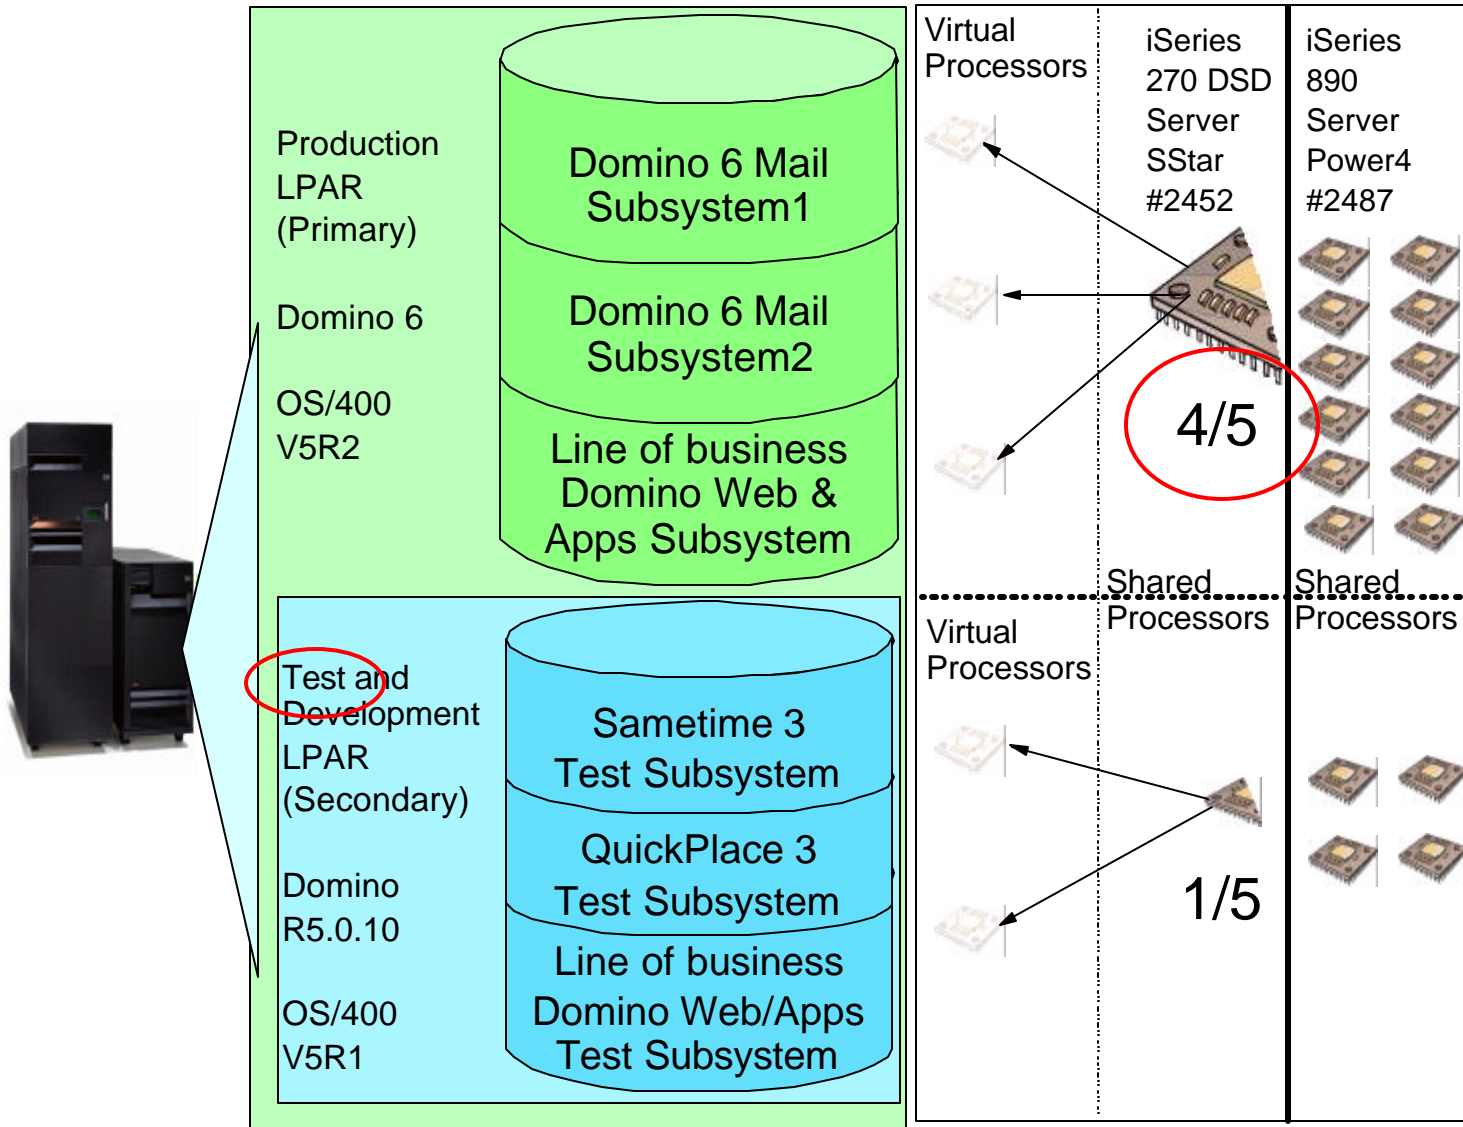 Production
LPAR
(Primary)
Domino 6
OS/400
V5R2
Domino 6 Mail
Subsystem1
Domino 6 Mail
Subsystem2
Line of business
Domino Web &
Apps Subsystem
Test and
Development
LPAR
(Secondary)
Domino
R5.0.10
OS/400
V5R1
Sametime 3
Test Subsystem
QuickPlace 3
Test Subsystem
Line of business
Domino Web/Apps
Test Subsystem
Virtual
Processors
iSeries
270 DSD
Server
SStar
#2452
iSeries
890
Server
Power4
#2487
4/5
Shared
Processors
Shared
Processors
Virtual
Processors
1/5